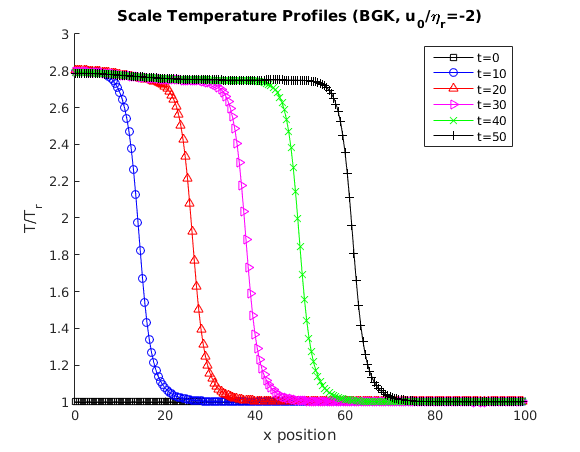 Scale Temperature Profiles (BGK, u₀/ηᵣ=-2)
3
2.8
2.6
2.4
2.2
2
1.8
1.6
1.4
1.2
1
T/Tᵣ
t=0
t=10
t=20
t=30
t=40
t=50
0 20 40 60 80 100
x position